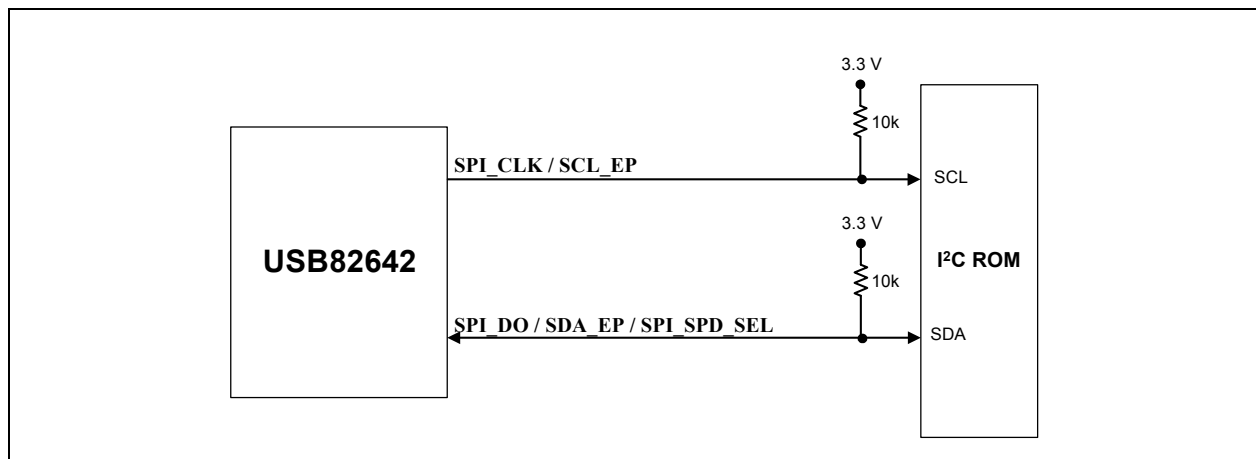 3.3 V
10k
SPI_CLK / SCL_EP
SCL
3.3 V
USB82642
I²C ROM
10k
SPI_DO / SDA_EP / SPI_SPD_SEL
SDA